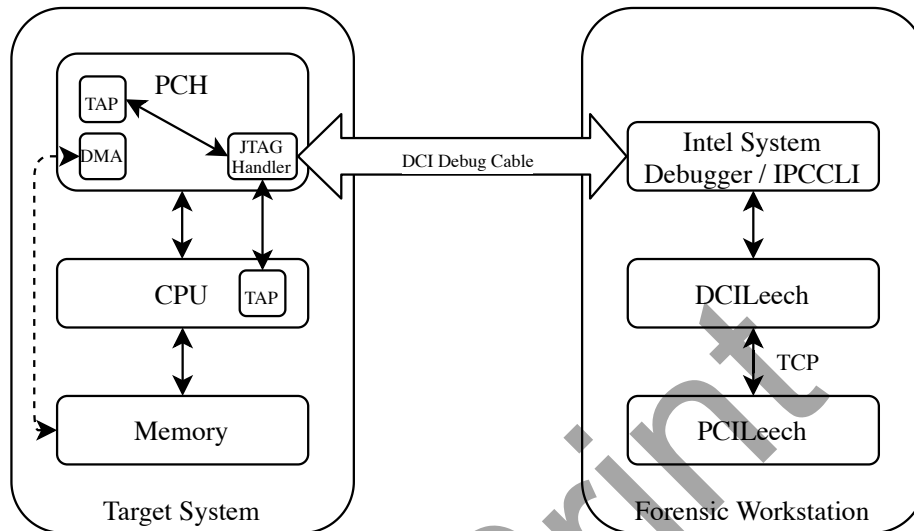 PCH
TAP
DMA
JTAG
Handler
DCI Debug Cable
CPU
TAP
Memory
Target System
Intel System
Debugger / IPCCLI
DCILeech
TCP
PCILeech
Forensic Workstation
print